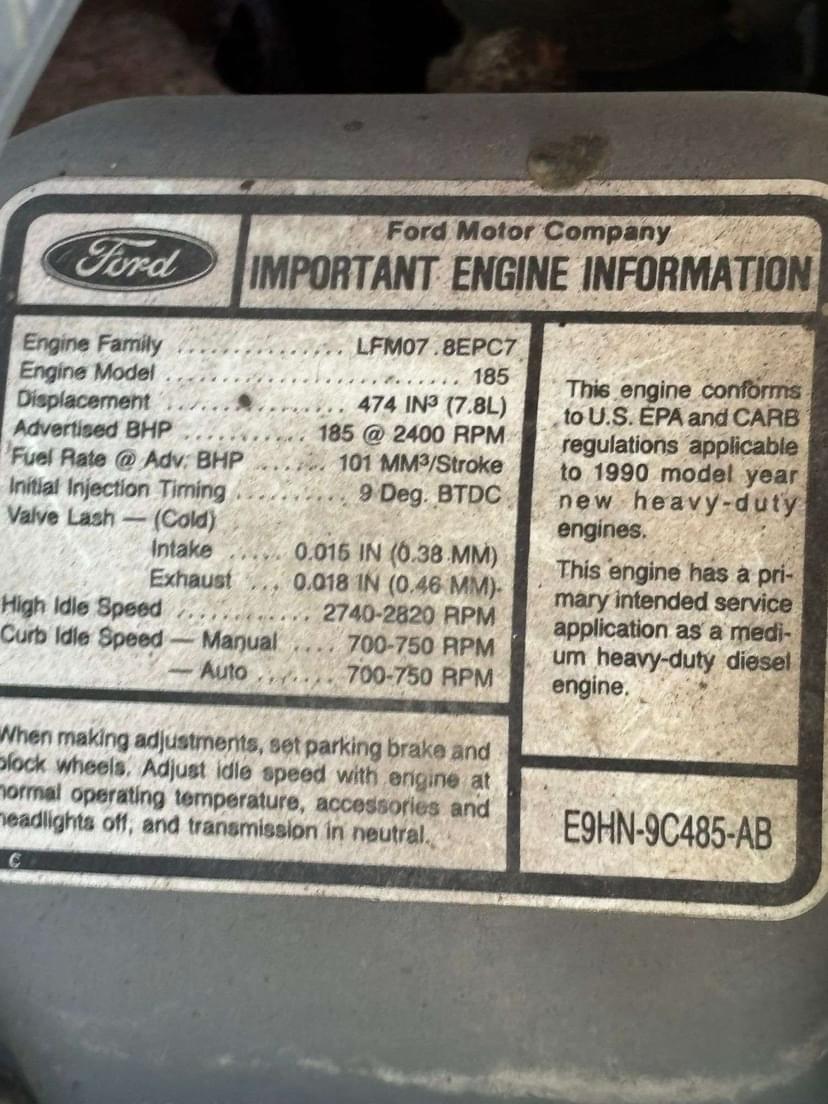 Ford
Ford Motor Company
IMPORTANT ENGINE INFORMATION
Engine Family ............... LFM07.8EPC7
Engine Model ........................... 185
Displacement ................ 474 IN³ (7.8L)
Advertised BHP ........... 185 @ 2400 RPM
Fuel Rate @ Adv. BHP ....... 101 MM³/Stroke
Initial Injection Timing .......... 9 Deg. BTDC
Valve Lash — (Cold)
Intake ..... 0.015 IN (0.38 MM)
Exhaust ... 0.018 IN (0.46 MM)
High Idle Speed ............ 2740-2820 RPM
Curb Idle Speed — Manual .... 700-750 RPM
— Auto ....... 700-750 RPM
When making adjustments, set parking brake and
block wheels. Adjust idle speed with engine at
normal operating temperature, accessories and
headlights off, and transmission in neutral.
This engine conforms
to U.S. EPA and CARB
regulations applicable
to 1990 model year
new heavy-duty
engines.
This engine has a pri-
mary intended service
application as a medi-
um heavy-duty diesel
engine.
E9HN-9C485-AB